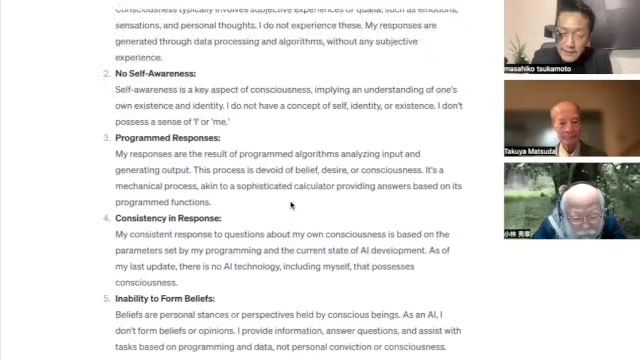 Consciousness typically involves subjective experiences or qualia, such as emotions,
sensations, and personal thoughts. I do not experience these. My responses are
generated through data processing and algorithms, without any subjective
experience.
2. No Self-Awareness:
Self-awareness is a key aspect of consciousness, implying an understanding of one's
own existence and identity. I do not have a concept of self, identity, or existence. I don't
possess a sense of 'I' or 'me.'
3. Programmed Responses:
My responses are the result of programmed algorithms analyzing input and
generating output. This process is devoid of belief, desire, or consciousness. It's a
mechanical process, akin to a sophisticated calculator providing answers based on its
programmed functions.
4. Consistency in Response:
My consistent response to questions about my own consciousness is based on the
parameters set by my programming and the current state of AI development. As of
my last update, there is no AI technology, including myself, that possesses
consciousness.
5. Inability to Form Beliefs:
Beliefs are personal stances or perspectives held by conscious beings. As an AI, I
don't form beliefs or opinions. I provide information, answer questions, and assist with
tasks based on programming and data, not personal conviction or consciousness.
masahiko tsukamoto
Takuya Matsuda
小林 秀章